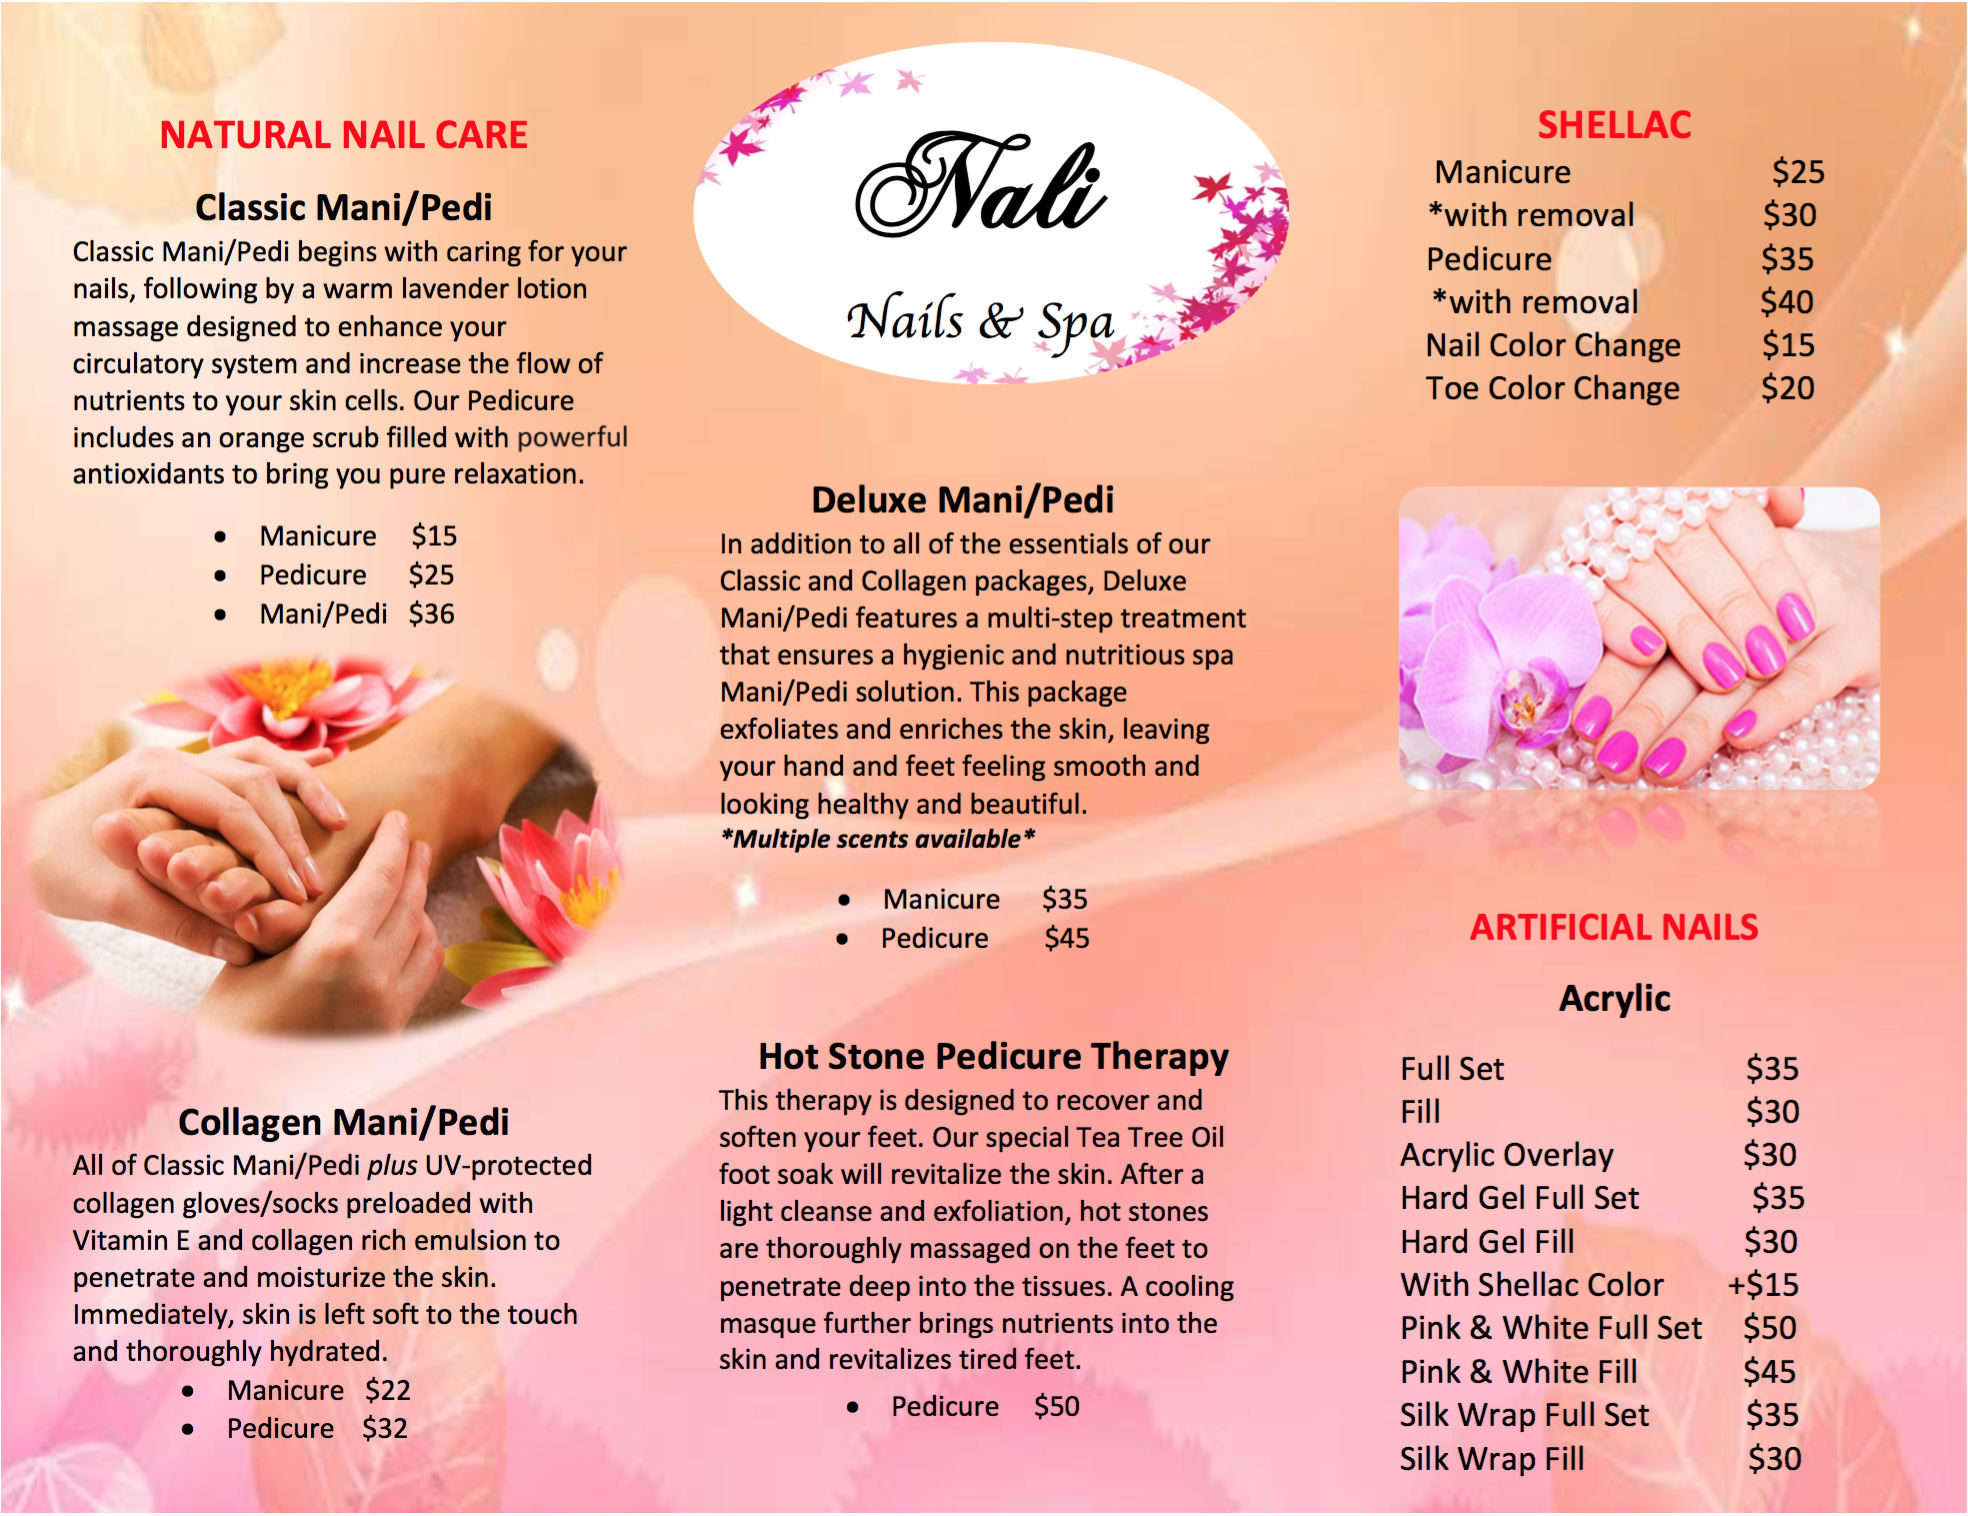 NATURAL NAIL CARE
Classic Mani/Pedi
Classic Mani/Pedi begins with caring for your
nails, following by a warm lavender lotion
massage designed to enhance your
circulatory system and increase the flow of
nutrients to your skin cells. Our Pedicure
includes an orange scrub filled with powerful
antioxidants to bring you pure relaxation.
• Manicure $15
• Pedicure $25
• Mani/Pedi $36
Collagen Mani/Pedi
All of Classic Mani/Pedi plus UV-protected
collagen gloves/socks preloaded with
Vitamin E and collagen rich emulsion to
penetrate and moisturize the skin.
Immediately, skin is left soft to the touch
and thoroughly hydrated.
• Manicure $22
• Pedicure $32
Nali
Nails & Spa
Deluxe Mani/Pedi
In addition to all of the essentials of our
Classic and Collagen packages, Deluxe
Mani/Pedi features a multi-step treatment
that ensures a hygienic and nutritious spa
Mani/Pedi solution. This package
exfoliates and enriches the skin, leaving
your hand and feet feeling smooth and
looking healthy and beautiful.
*Multiple scents available*
• Manicure $35
• Pedicure $45
Hot Stone Pedicure Therapy
This therapy is designed to recover and
soften your feet. Our special Tea Tree Oil
foot soak will revitalize the skin. After a
light cleanse and exfoliation, hot stones
are thoroughly massaged on the feet to
penetrate deep into the tissues. A cooling
masque further brings nutrients into the
skin and revitalizes tired feet.
• Pedicure $50
SHELLAC
Manicure $25
*with removal $30
Pedicure $35
*with removal $40
Nail Color Change $15
Toe Color Change $20
ARTIFICIAL NAILS
Acrylic
Full Set $35
Fill $30
Acrylic Overlay $30
Hard Gel Full Set $35
Hard Gel Fill $30
With Shellac Color +$15
Pink & White Full Set $50
Pink & White Fill $45
Silk Wrap Full Set $35
Silk Wrap Fill $30